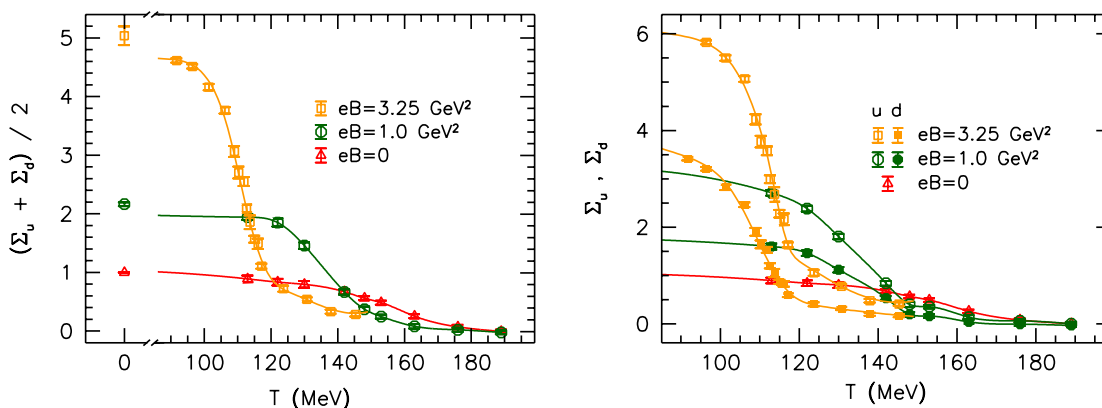 (Σu + Σd) / 2
5
4
3
2
1
0
eB=3.25 GeV²
eB=1.0 GeV²
eB=0
0 100 120 140 160 180
T (MeV)
Σu , Σd
6
4
2
0
u d
eB=3.25 GeV²
eB=1.0 GeV²
eB=0
100 120 140 160 180
T (MeV)